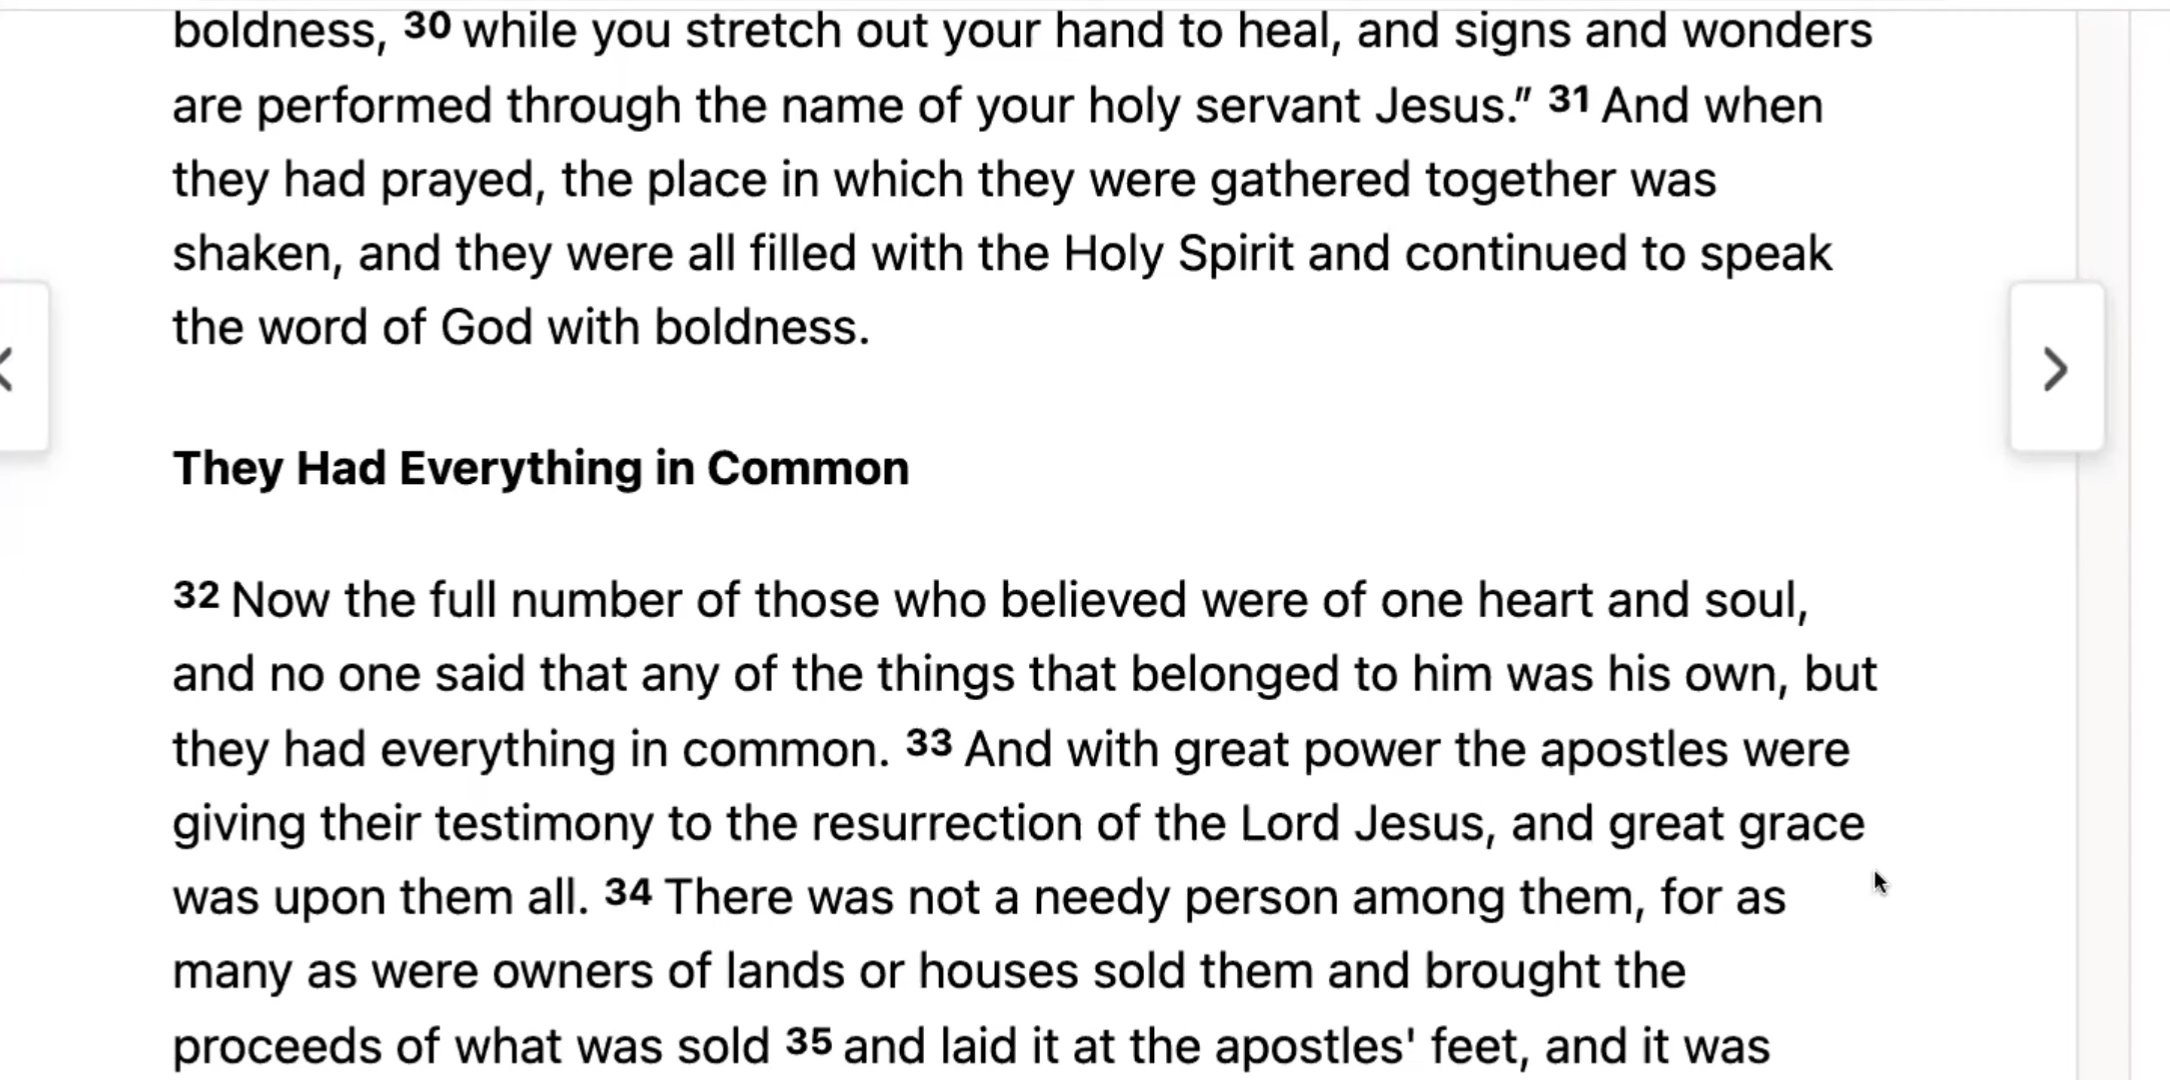 boldness, 30 while you stretch out your hand to heal, and signs and wonders
are performed through the name of your holy servant Jesus.” 31 And when
they had prayed, the place in which they were gathered together was
shaken, and they were all filled with the Holy Spirit and continued to speak
the word of God with boldness.
They Had Everything in Common
32 Now the full number of those who believed were of one heart and soul,
and no one said that any of the things that belonged to him was his own, but
they had everything in common. 33 And with great power the apostles were
giving their testimony to the resurrection of the Lord Jesus, and great grace
was upon them all. 34 There was not a needy person among them, for as
many as were owners of lands or houses sold them and brought the
proceeds of what was sold 35 and laid it at the apostles' feet, and it was